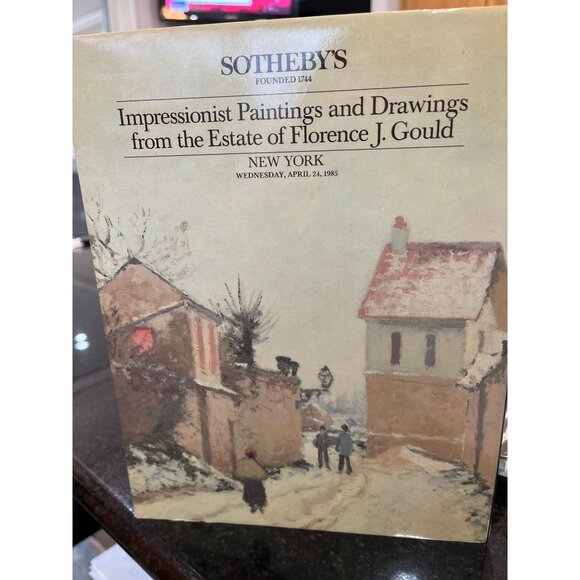 SOTHEBY'S
FOUNDED 1744
Impressionist Paintings and Drawings
from the Estate of Florence J. Gould
NEW YORK
WEDNESDAY, APRIL 24, 1985